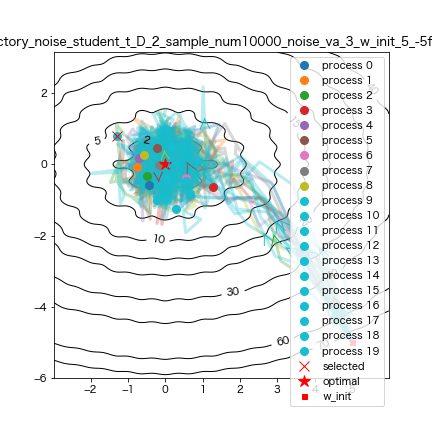 ctory_noise_student_t_D_2_sample_num10000_noise_va_3_w_init_5_-5f
process 0
process 1
process 2
process 3
process 4
process 5
process 6
process 7
process 8
process 9
process 10
process 11
process 12
process 13
process 14
process 15
process 16
process 17
process 18
process 19
selected
optimal
w_init
2
0
−2
−4
−6
−2
−1
0
1
2
5
2
10
30
60